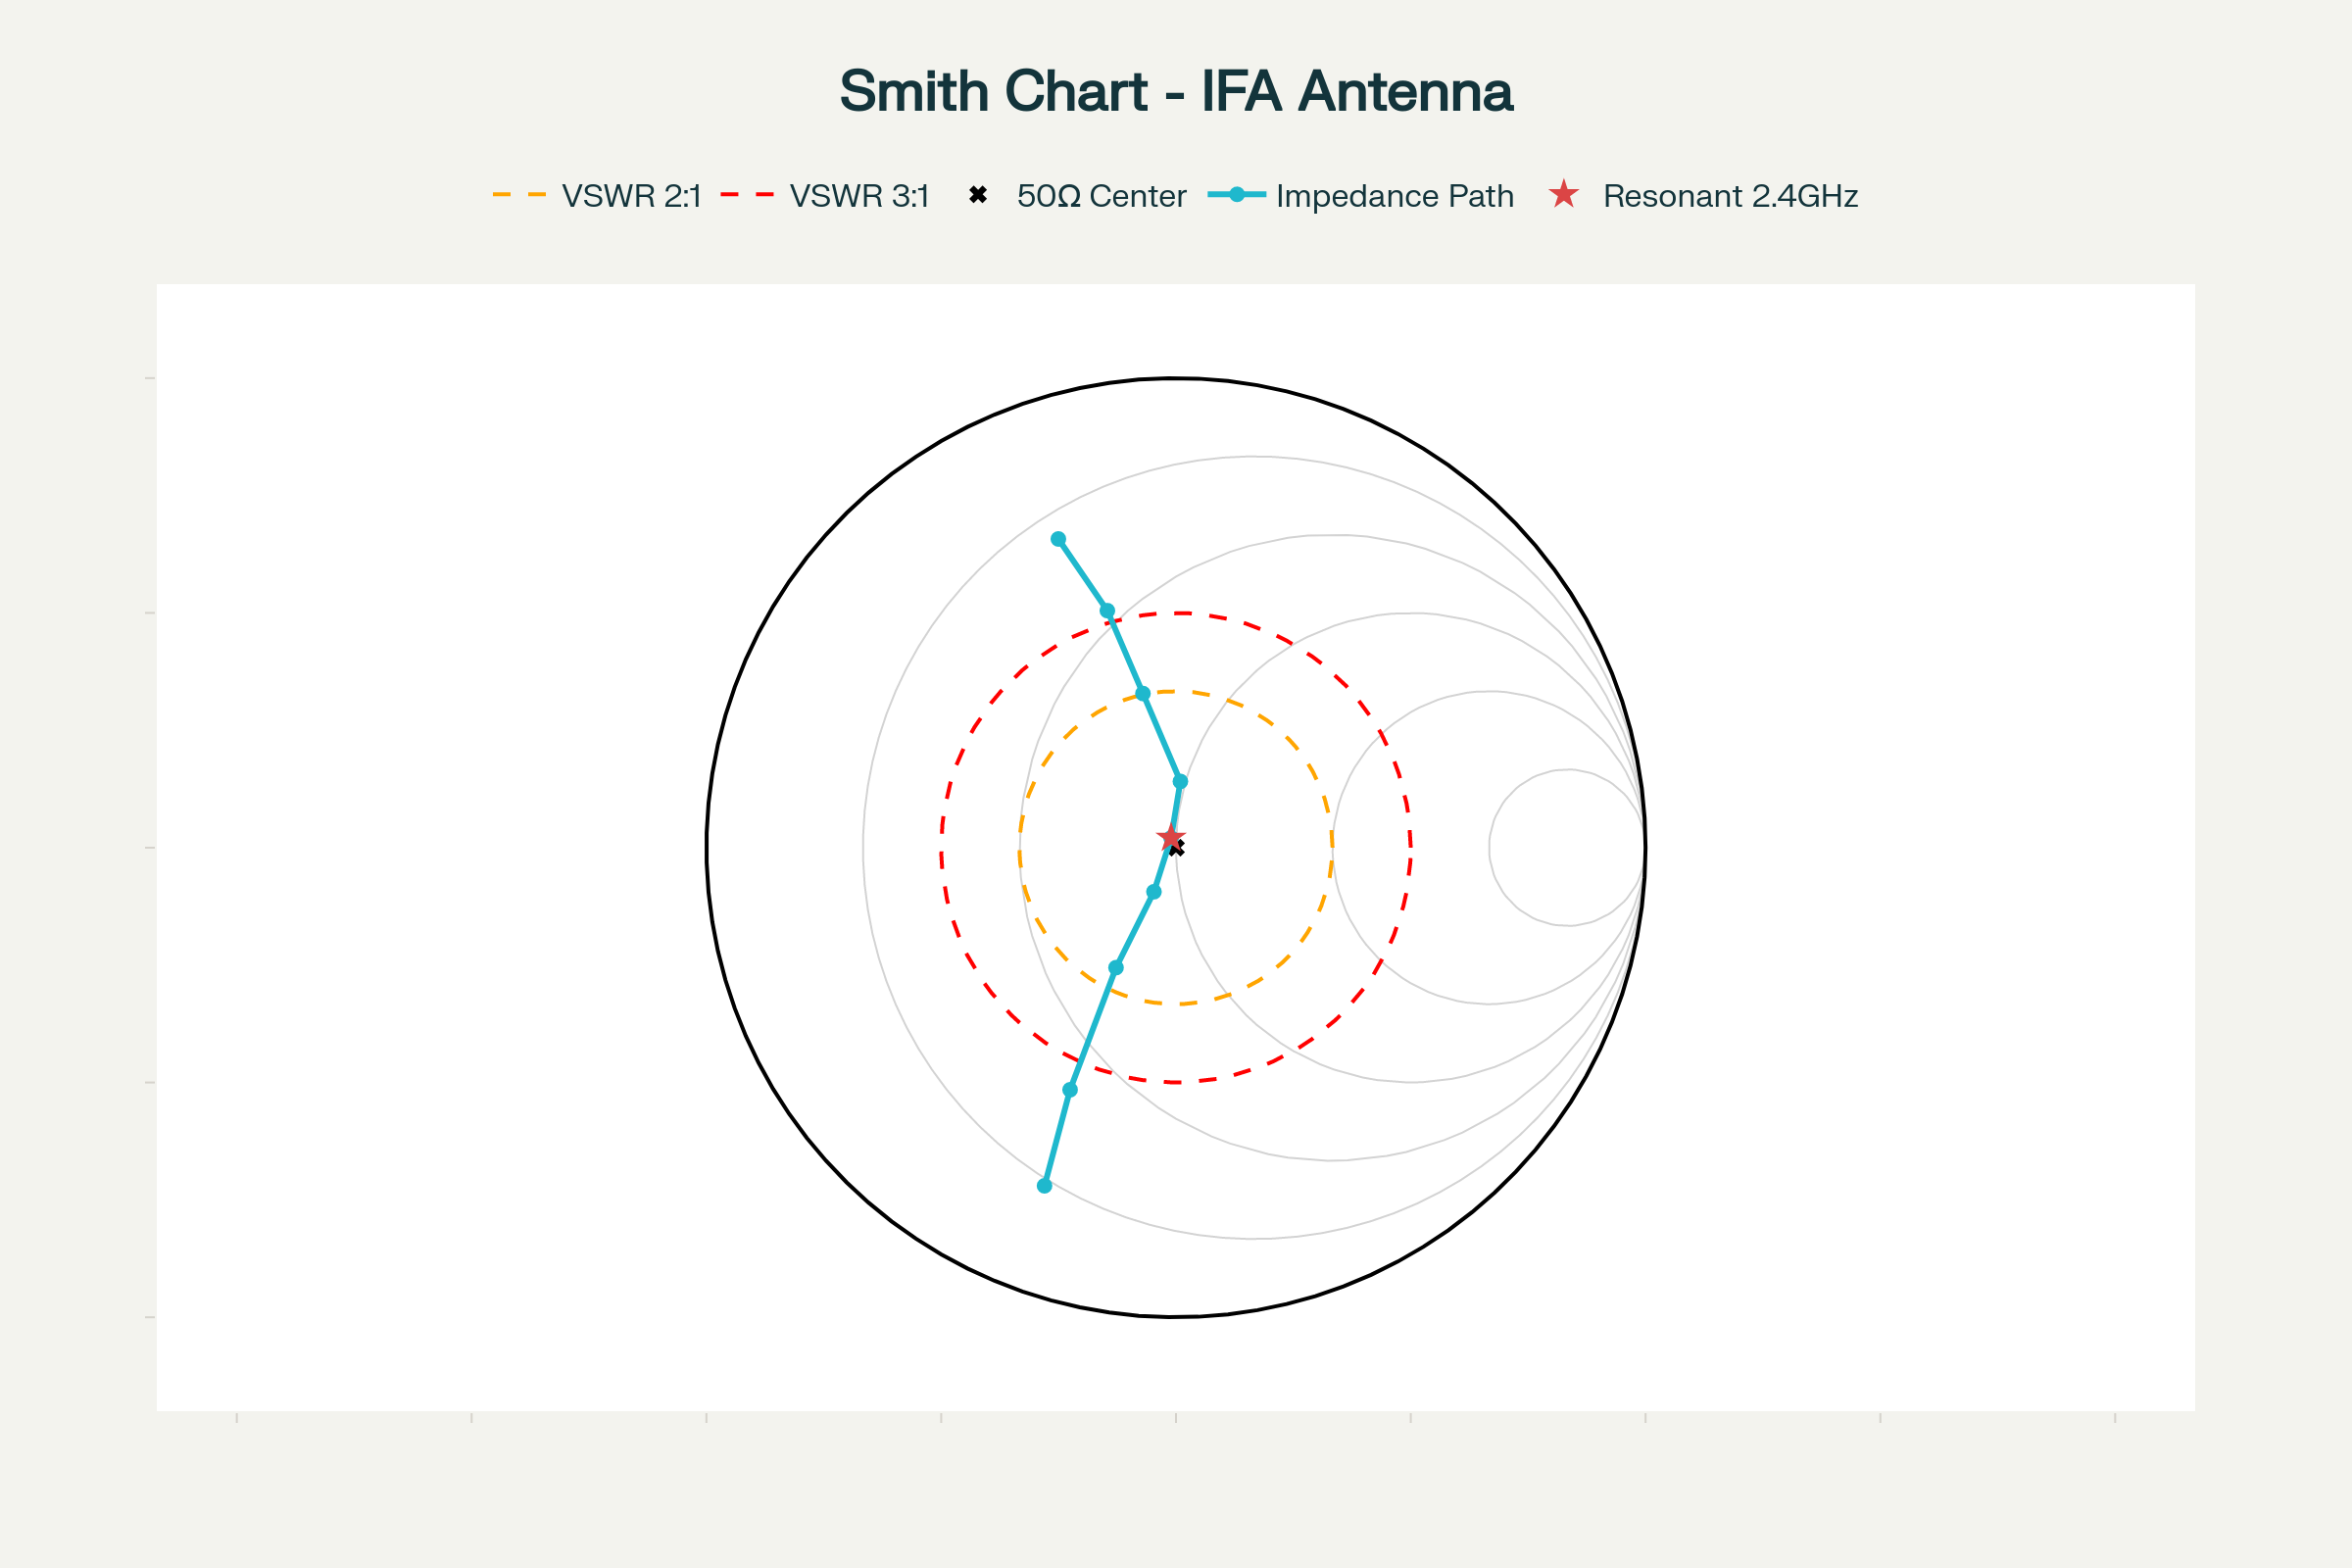 Smith Chart - IFA Antenna
VSWR 2:1 VSWR 3:1 50Ω Center Impedance Path Resonant 2.4GHz